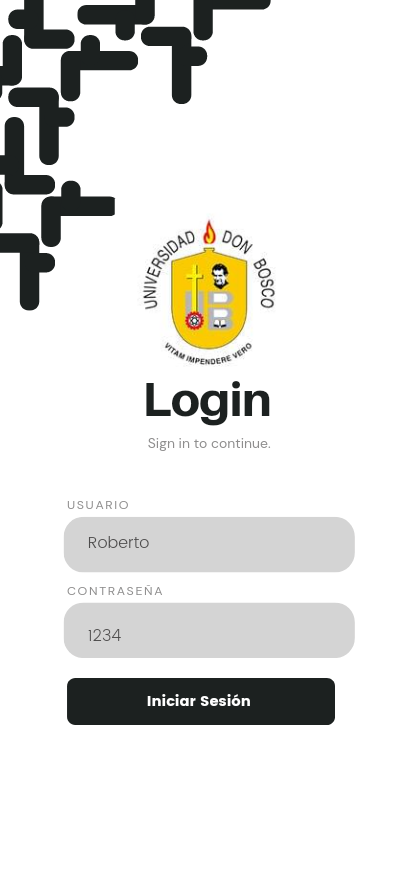 UNIVERSIDAD DON BOSCO
UDB
VITAM IMPENDERE VERO
Login
Sign in to continue.
USUARIO
Roberto
CONTRASEÑA
1234
Iniciar Sesión